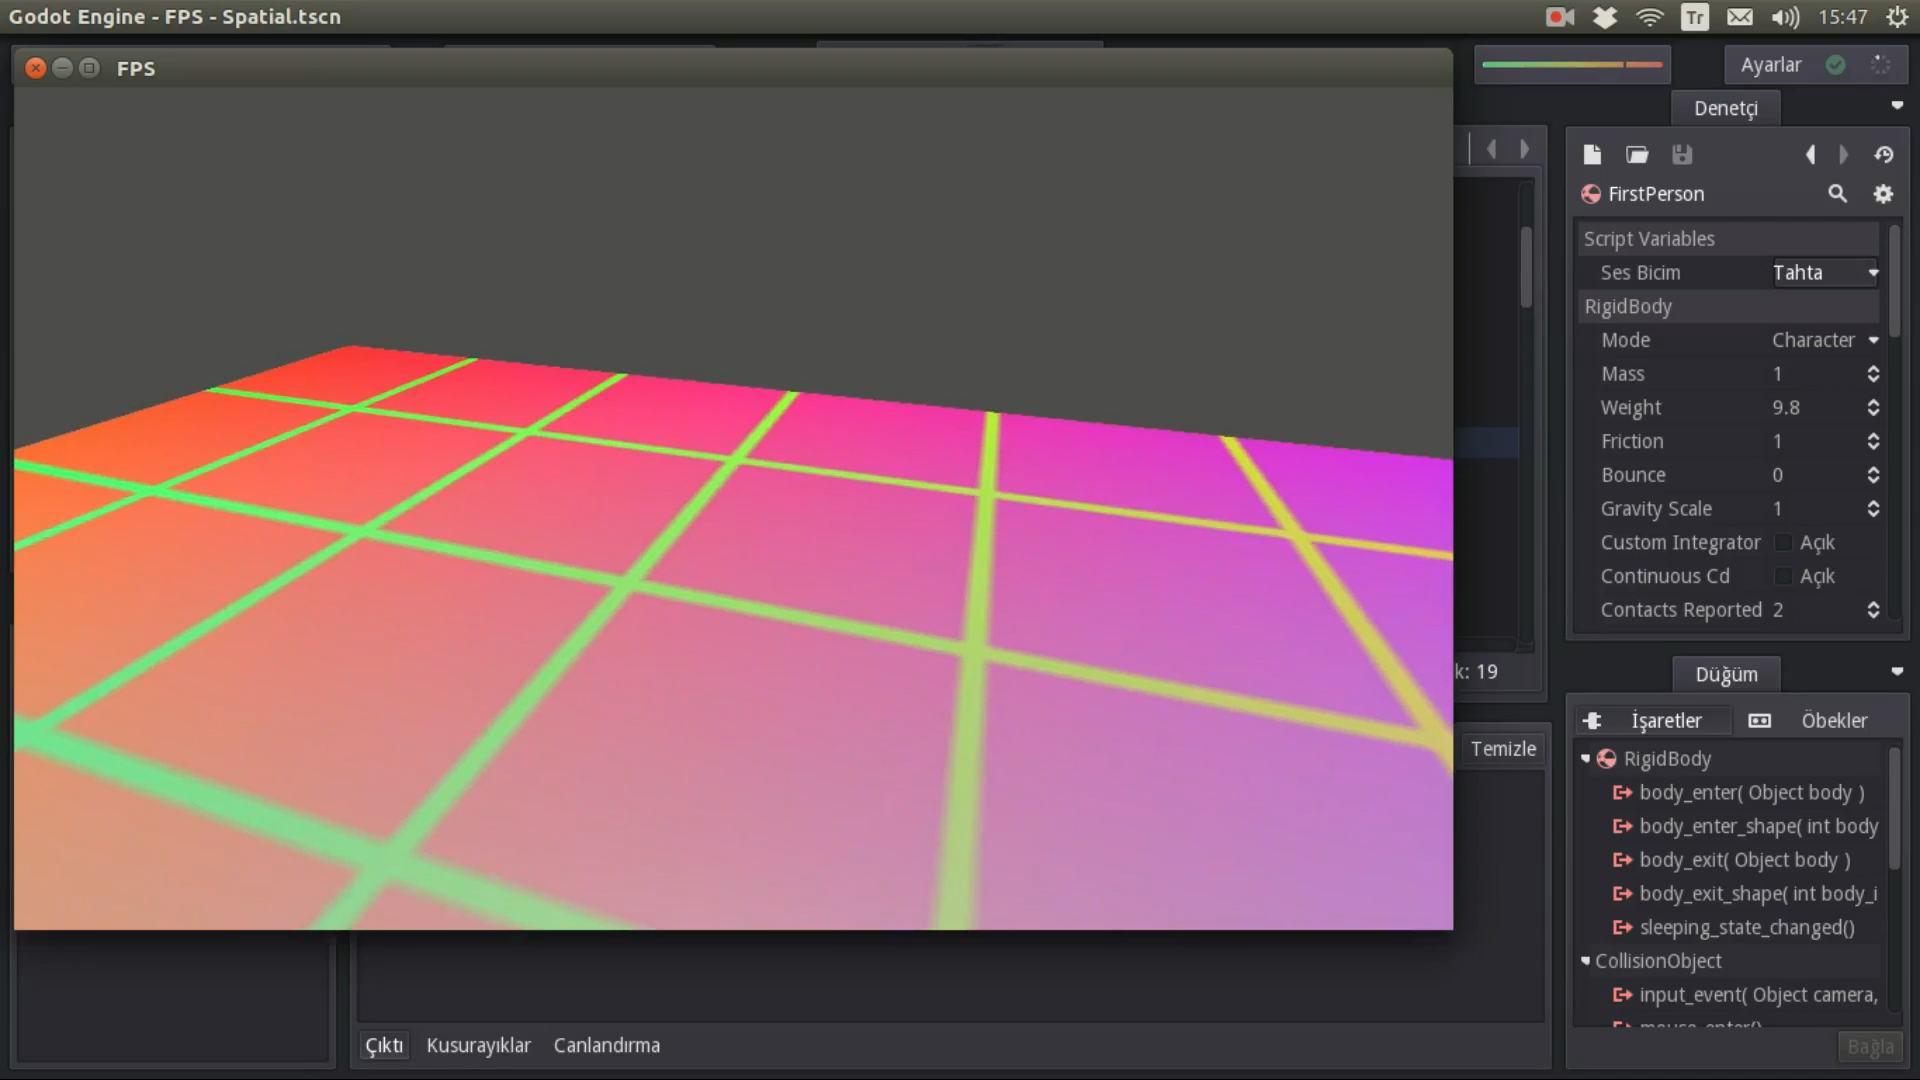 Godot Engine - FPS - Spatial.tscn
Tr
15:47
FPS
Ayarlar
Denetçi
FirstPerson
Script Variables
Ses Bicim Tahta
RigidBody
Mode Character
Mass 1
Weight 9.8
Friction 1
Bounce 0
Gravity Scale 1
Custom Integrator Açık
Continuous Cd Açık
Contacts Reported 2
k: 19
Düğüm
İşaretler Öbekler
Temizle
RigidBody
body_enter( Object body )
body_enter_shape( int body
body_exit( Object body )
body_exit_shape( int body_i
sleeping_state_changed()
CollisionObject
input_event( Object camera,
Bağla
Çıktı Kusurayıklar Canlandırma